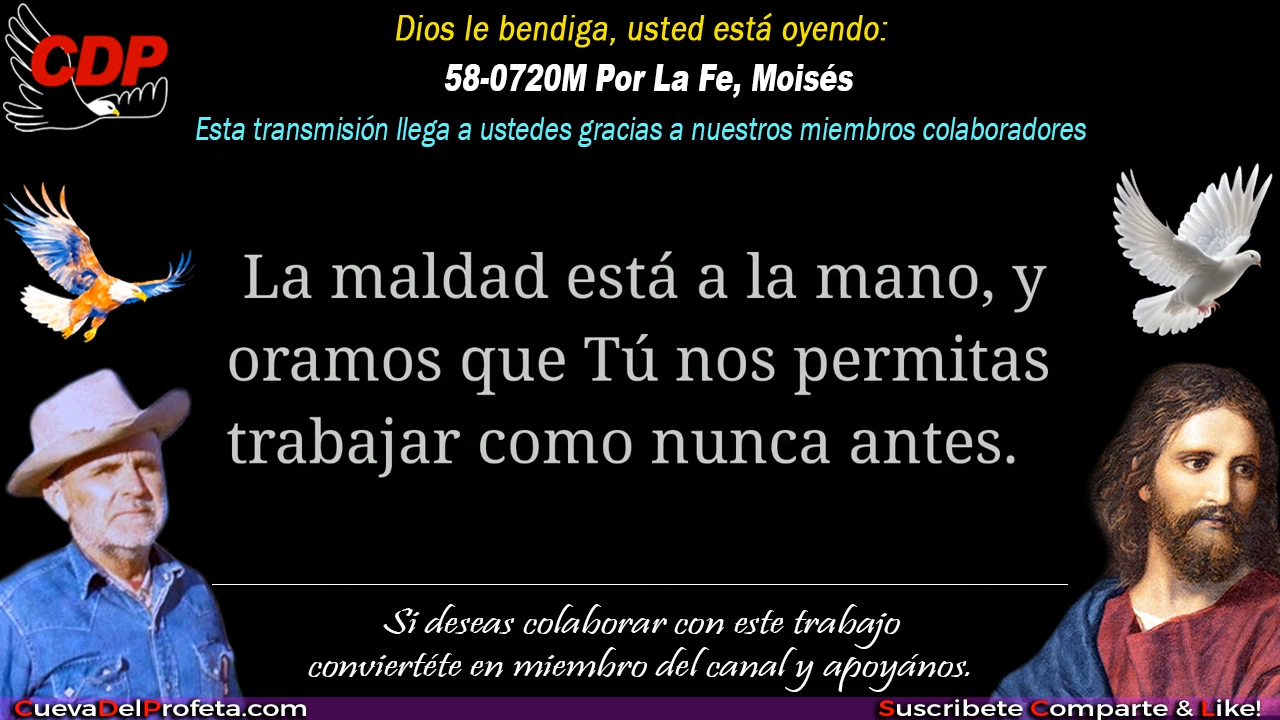 CDP
Dios le bendiga, usted está oyendo:
58-0720M Por La Fe, Moisés
Esta transmisión llega a ustedes gracias a nuestros miembros colaboradores
La maldad está a la mano, y
oramos que Tú nos permitas
trabajar como nunca antes.
Si deseas colaborar con este trabajo
conviertéte en miembro del canal y apoyános.
CuevaDelProfeta.com
Suscribete Comparte & Like!